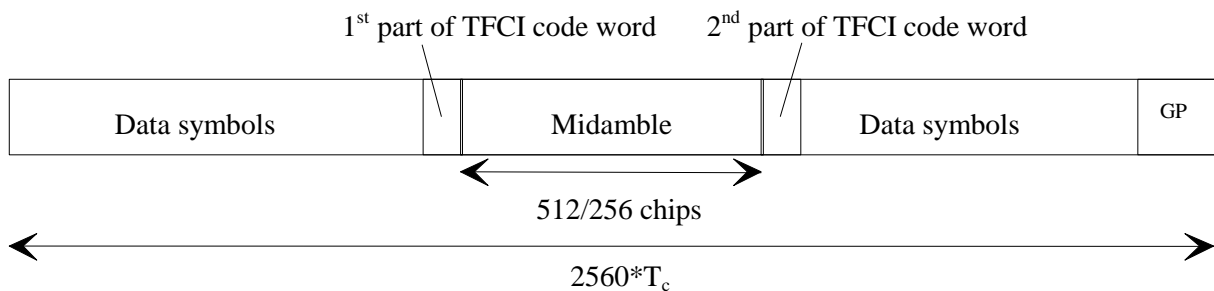 1st part of TFCI code word
2nd part of TFCI code word
Data symbols
Midamble
Data symbols
GP
512/256 chips
2560*Tc